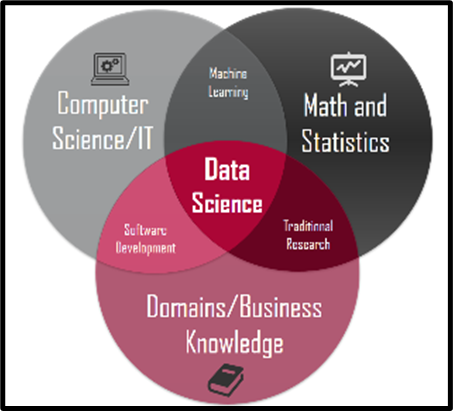 Machine
Learning
Computer
Science/IT
Math and
Statistics
Data
Science
Software
Development
Traditional
Research
Domains/Business
Knowledge